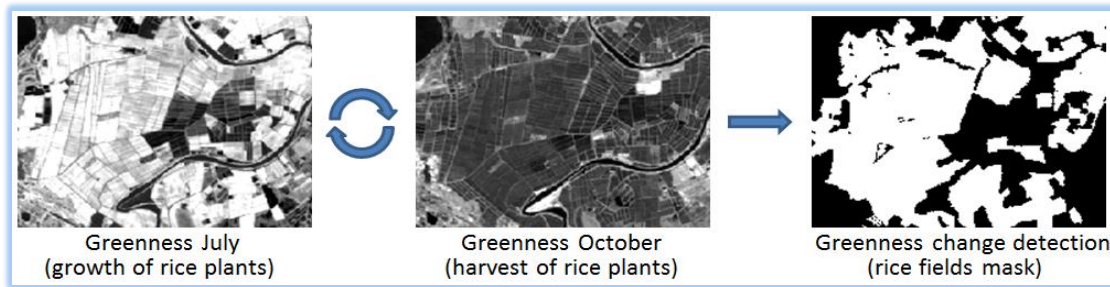 Greenness July
(growth of rice plants)
Greenness October
(harvest of rice plants)
Greenness change detection
(rice fields mask)